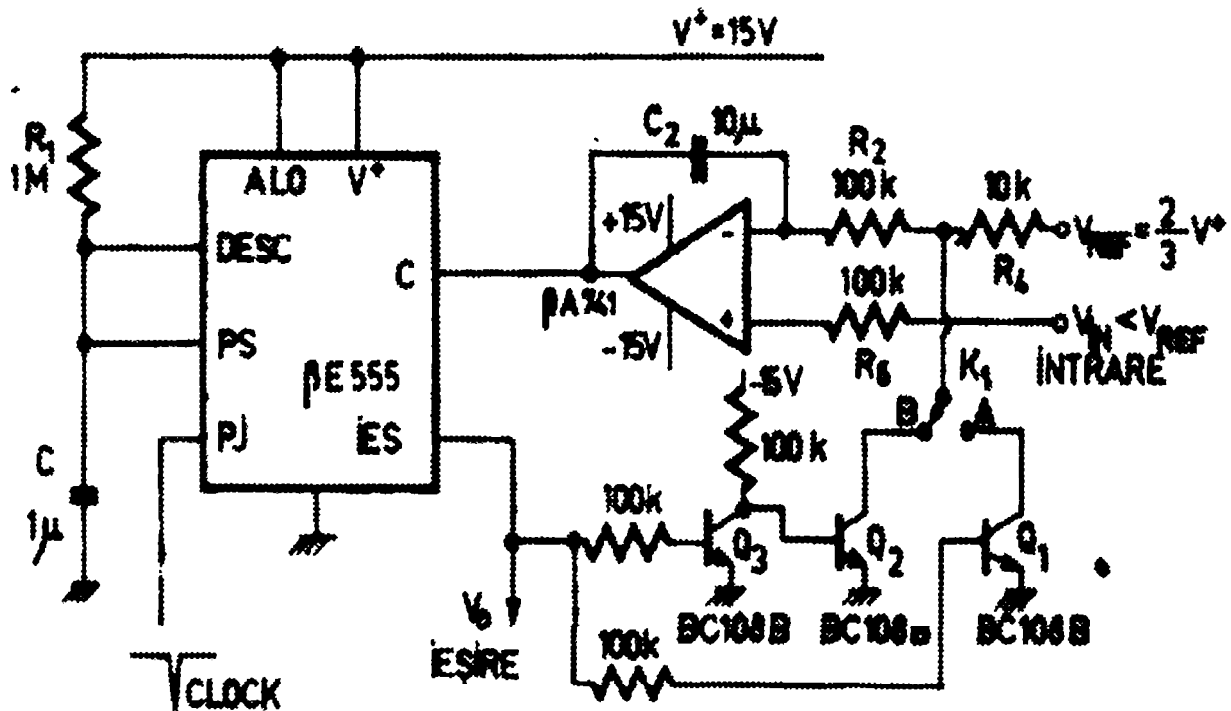 V⁺=15V
R₁
1M
ALO
V⁺
DESC
C
PS
βE555
PJ
IES
C
1μ
CLOCK
C₂
10μ
+15V
-
βA741
+
-15V
R₂
100k
10k
R₄
V_REF = 2/3 V⁺
100k
R₆
V_IN < V_REF
INTRARE
K₁
B
A
-15V
100k
100k
Q₃
Q₂
Q₁
BC108B
BC108B
BC108B
V₀
IEŞIRE
100k